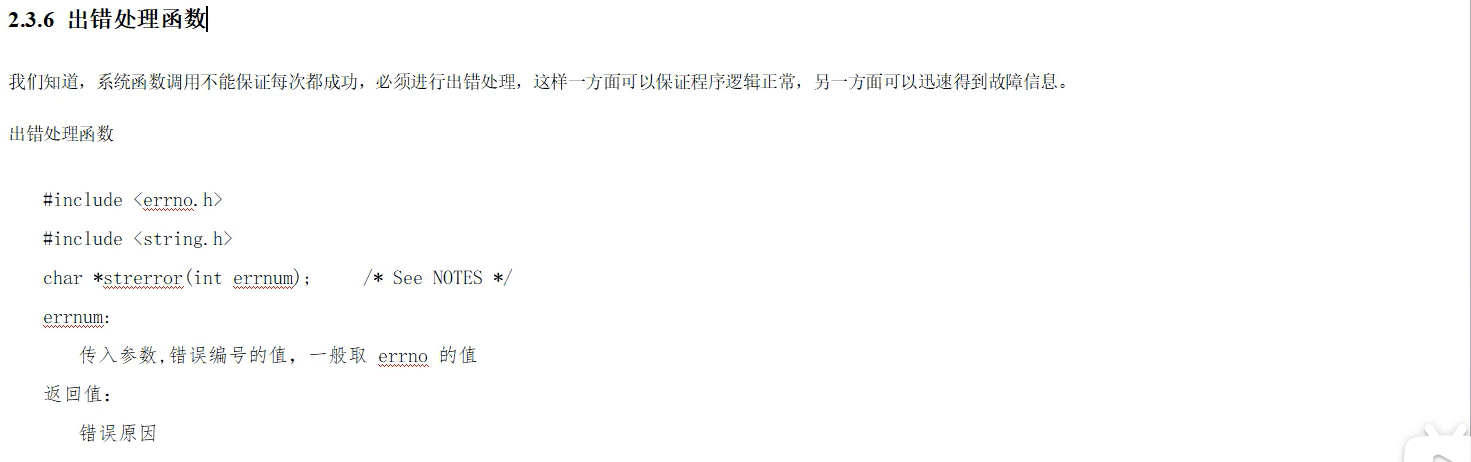 2.3.6 出错处理函数
我们知道，系统函数调用不能保证每次都成功，必须进行出错处理，这样一方面可以保证程序逻辑正常，另一方面可以迅速得到故障信息。
出错处理函数
#include <errno.h>
#include <string.h>
char *strerror(int errnum);     /* See NOTES */
errnum:
传入参数,错误编号的值，一般取 errno 的值
返回值：
错误原因